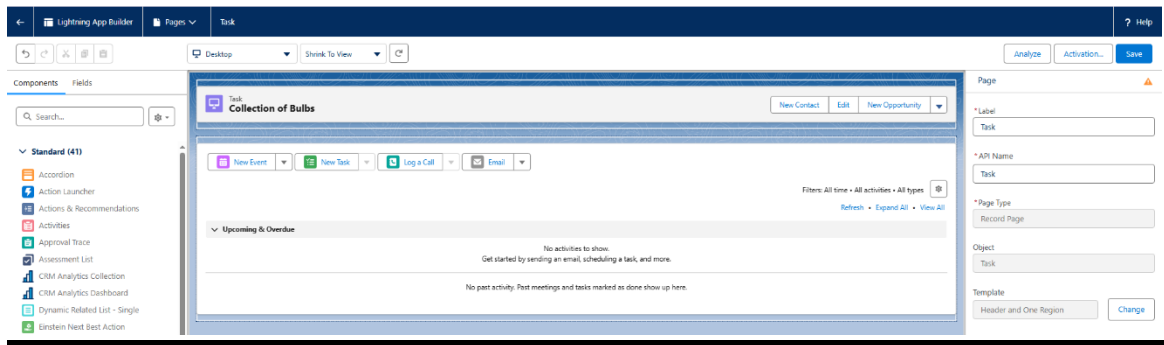 Lightning App Builder
Pages
Task
? Help
Desktop
Shrink To View
Analyze
Activation...
Save
Components
Fields
Search...
Standard (41)
Accordion
Action Launcher
Actions & Recommendations
Activities
Approval Trace
Assessment List
CRM Analytics Collection
CRM Analytics Dashboard
Dynamic Related List - Single
Einstein Next Best Action
Task
Collection of Bulbs
New Contact
Edit
New Opportunity
New Event
New Task
Log a Call
Email
Filters: All time • All activities • All types
Refresh • Expand All • View All
Upcoming & Overdue
No activities to show.
Get started by sending an email, scheduling a task, and more.
No past activity. Past meetings and tasks marked as done show up here.
Page
*Label
Task
*API Name
Task
*Page Type
Record Page
Object
Task
Template
Header and One Region
Change